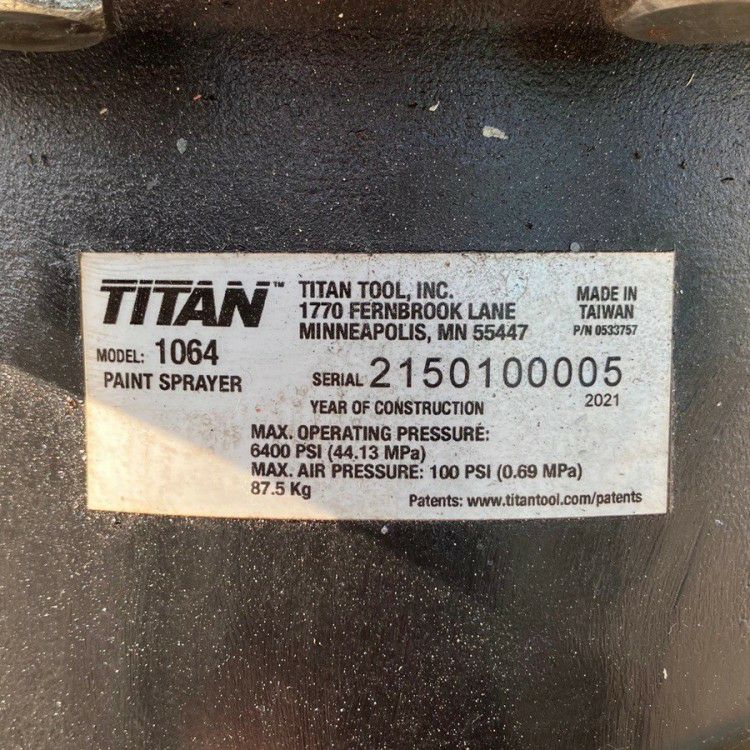 TITAN™
TITAN TOOL, INC.
1770 FERNBROOK LANE
MINNEAPOLIS, MN 55447
MADE IN
TAIWAN
P/N 0533757
MODEL: 1064
PAINT SPRAYER
SERIAL 2150100005
2021
YEAR OF CONSTRUCTION
MAX. OPERATING PRESSURE:
6400 PSI (44.13 MPa)
MAX. AIR PRESSURE: 100 PSI (0.69 MPa)
87.5 Kg
Patents: www.titantool.com/patents